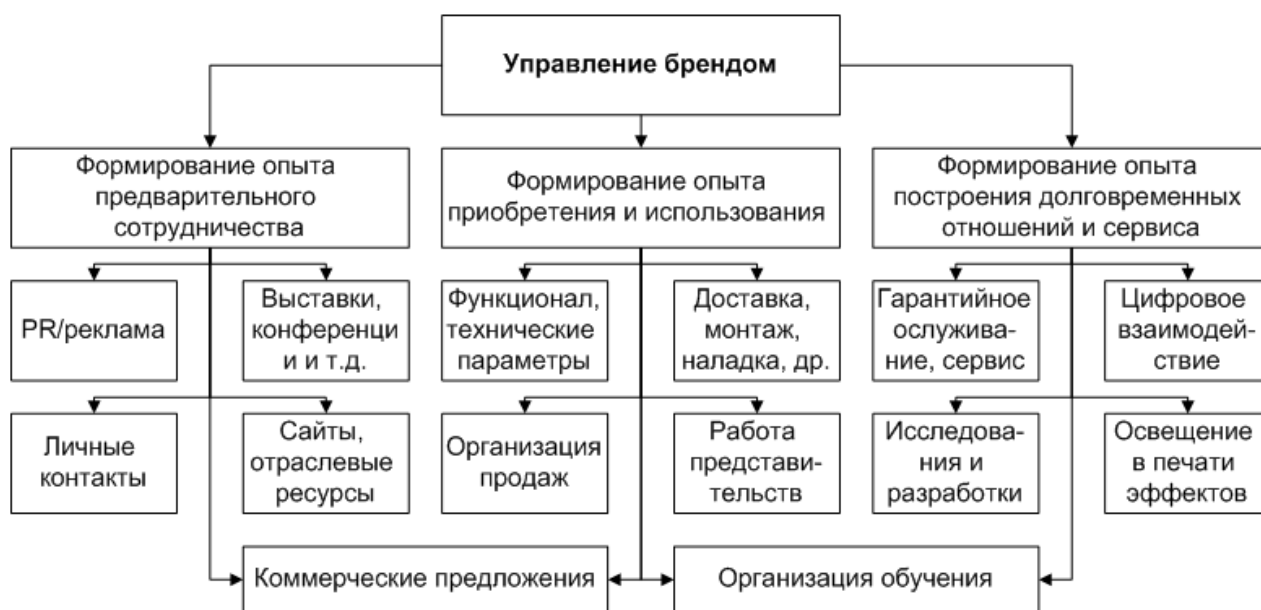 Управление брендом
Формирование опыта
предварительного
сотрудничества
Формирование опыта
приобретения и использования
Формирование опыта
построения долговременных
отношений и сервиса
PR/реклама
Выставки,
конференци
и и т.д.
Функционал,
технические
параметры
Доставка,
монтаж,
наладка, др.
Гарантийное
ослужива-
ние, сервис
Цифровое
взаимодей-
ствие
Личные
контакты
Сайты,
отраслевые
ресурсы
Организация
продаж
Работа
представи-
тельств
Исследова-
ния и
разработки
Освещение
в печати
эффектов
Коммерческие предложения
Организация обучения